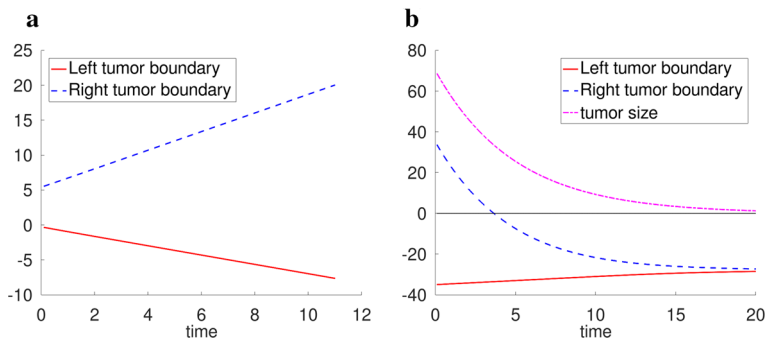 a
25
20
15
10
5
0
-5
-10
0 2 4 6 8 10 12
time
Left tumor boundary
Right tumor boundary
b
80
60
40
20
0
-20
-40
0 5 10 15 20
time
Left tumor boundary
Right tumor boundary
tumor size